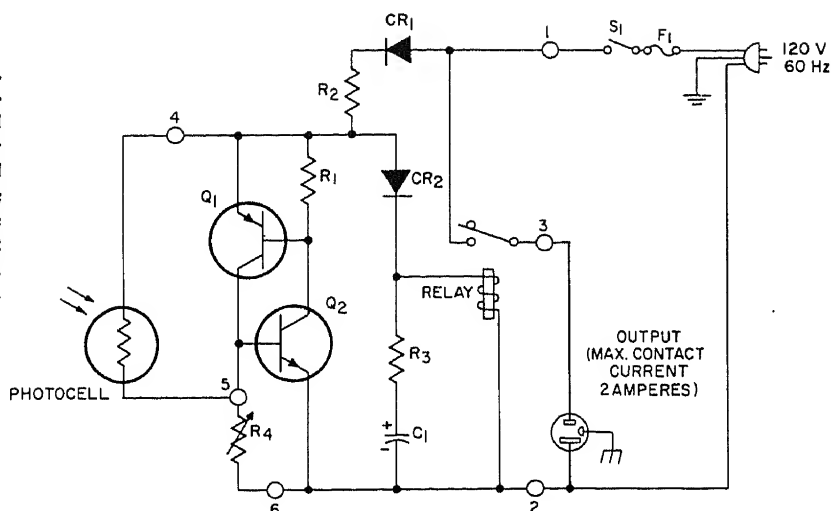 CR1
1
S1
F1
120 V
60 Hz
R2
4
R1
CR2
Q1
3
RELAY
Q2
OUTPUT
(MAX. CONTACT
CURRENT
2 AMPERES)
R3
PHOTOCELL
5
R4
+
C1
-
6
2